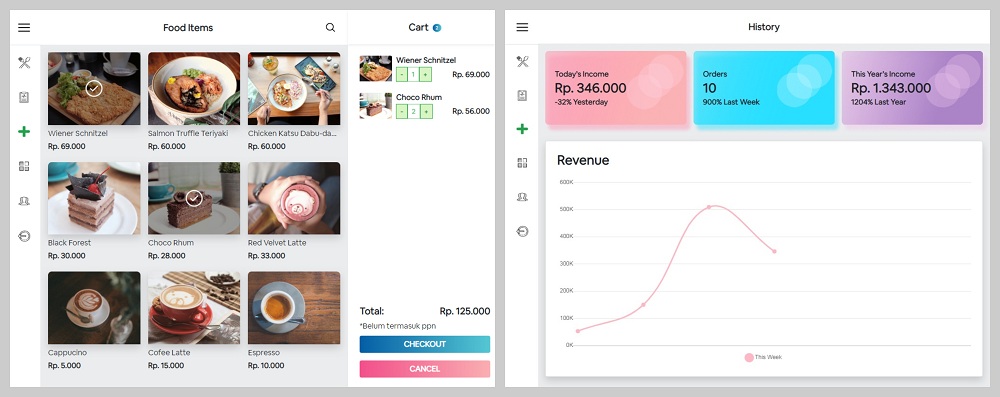 Food Items
Cart 2
Wiener Schnitzel
Rp. 69.000
Salmon Truffle Teriyaki
Rp. 60.000
Chicken Katsu Dabu-da...
Rp. 60.000
Black Forest
Rp. 30.000
Choco Rhum
Rp. 28.000
Red Velvet Latte
Rp. 33.000
Cappucino
Rp. 5.000
Cofee Latte
Rp. 15.000
Espresso
Rp. 10.000
Wiener Schnitzel
- 1 + Rp. 69.000
Choco Rhum
- 2 + Rp. 56.000
Total: Rp. 125.000
*Belum termasuk ppn
CHECKOUT
CANCEL
History
Today's Income
Rp. 346.000
-32% Yesterday
Orders
10
900% Last Week
This Year's Income
Rp. 1.343.000
1204% Last Year
Revenue
600K
500K
400K
300K
200K
100K
0K
This Week